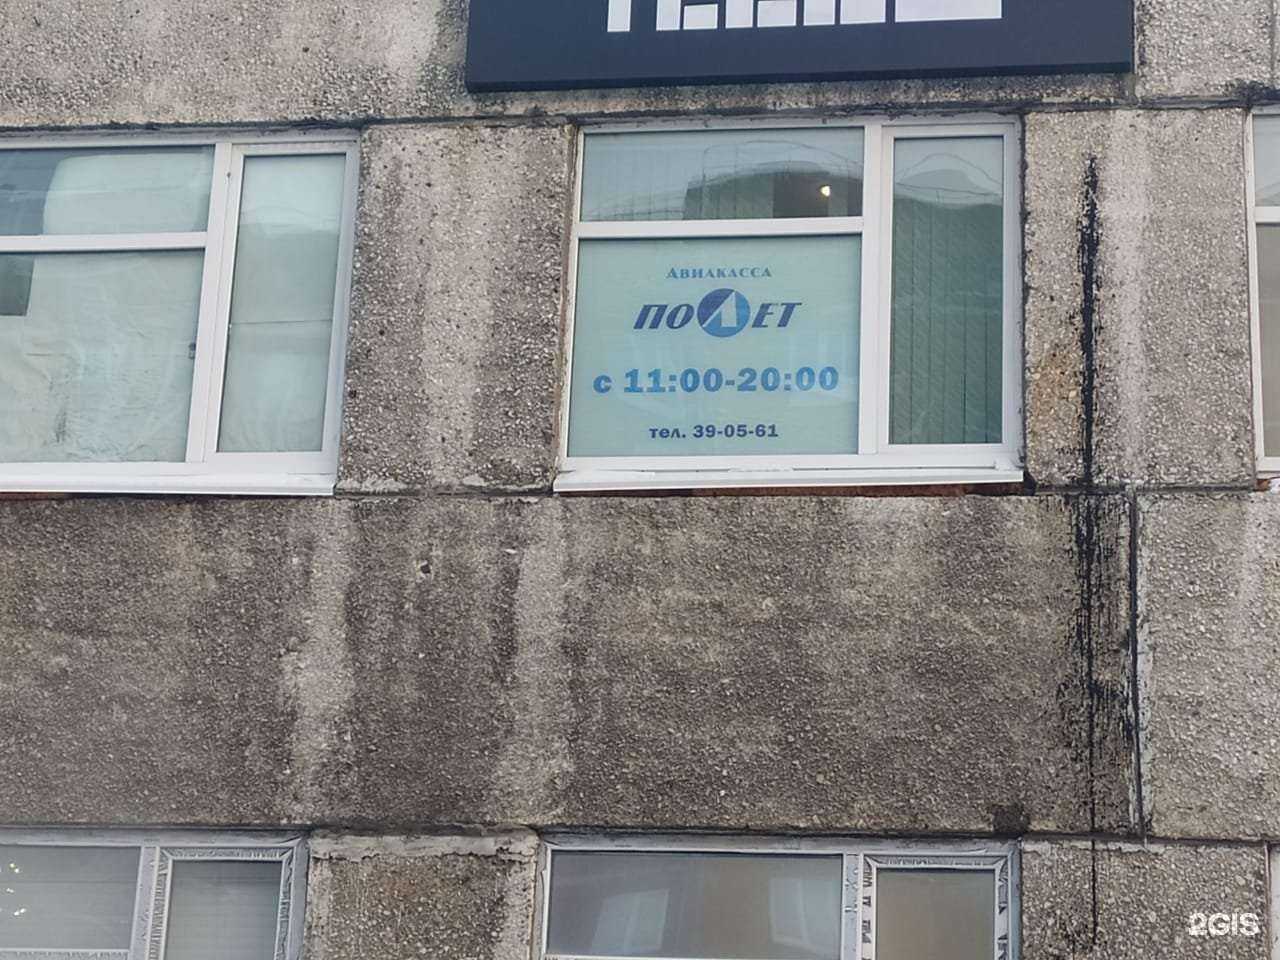 Авиакасса
ПОЛЕТ
с 11:00-20:00
тел. 39-05-61
2GIS